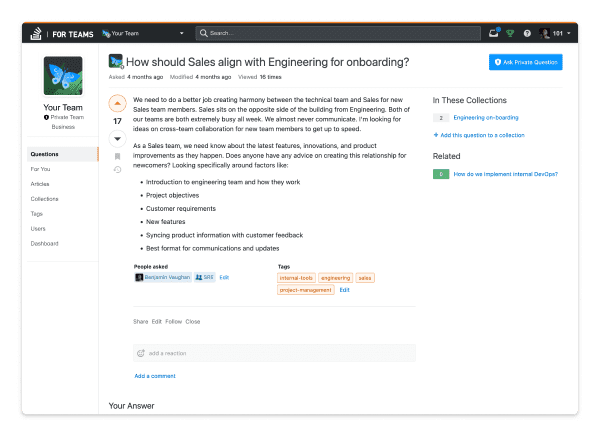 FOR TEAMS
Your Team
Search...
101
Your Team
Private Team
Business
Questions
For You
Articles
Collections
Tags
Users
Dashboard
How should Sales align with Engineering for onboarding?
Ask Private Question
Asked 4 months ago Modified 4 months ago Viewed 16 times
17
We need to do a better job creating harmony between the technical team and Sales for new
Sales team members. Sales sits on the opposite side of the building from Engineering. Both of
our teams are both extremely busy all week. We almost never communicate. I'm looking for
ideas on cross-team collaboration for new team members to get up to speed.
As a Sales team, we need know about the latest features, innovations, and product
improvements as they happen. Does anyone have any advice on creating this relationship for
newcomers? Looking specifically around factors like:
• Introduction to engineering team and how they work
• Project objectives
• Customer requirements
• New features
• Syncing product information with customer feedback
• Best format for communications and updates
People asked
Benjamin Vaughan
Edit
Tags
internal-tools engineering sales
project-management Edit
Share Edit Follow Close
add a reaction
Add a comment
Your Answer
In These Collections
2 Engineering on-boarding
+ Add this question to a collection
Related
0 How do we implement internal DevOps?